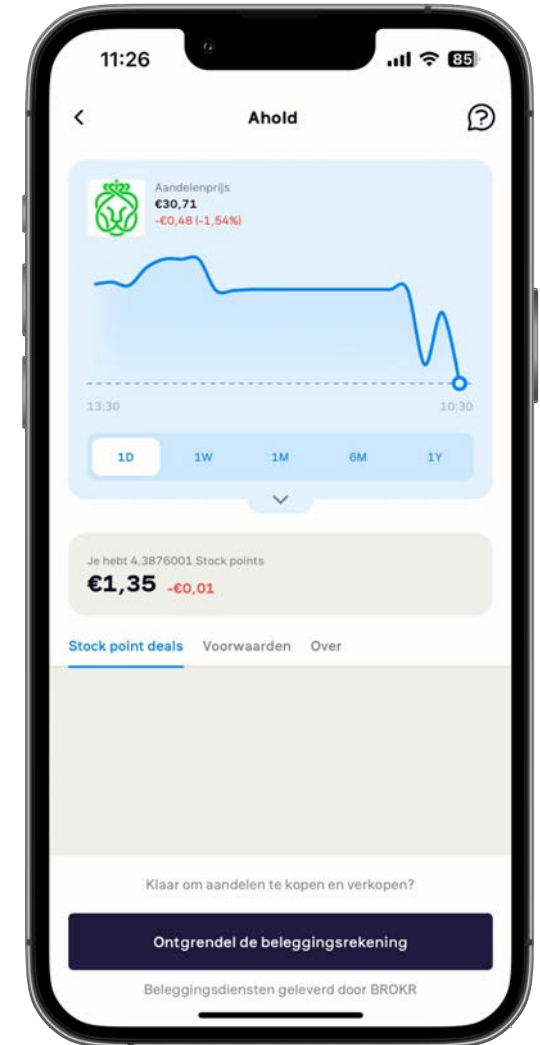 11:26
85
Ahold
Aandelenprijs
€30,71
-€0,48 (-1,54%)
13:30
10:30
1D 1W 1M 6M 1Y
Je hebt 4,3876001 Stock points
€1,35 -€0,01
Stock point deals Voorwaarden Over
Klaar om aandelen te kopen en verkopen?
Ontgrendel de beleggingsrekening
Beleggingsdiensten geleverd door BROKR